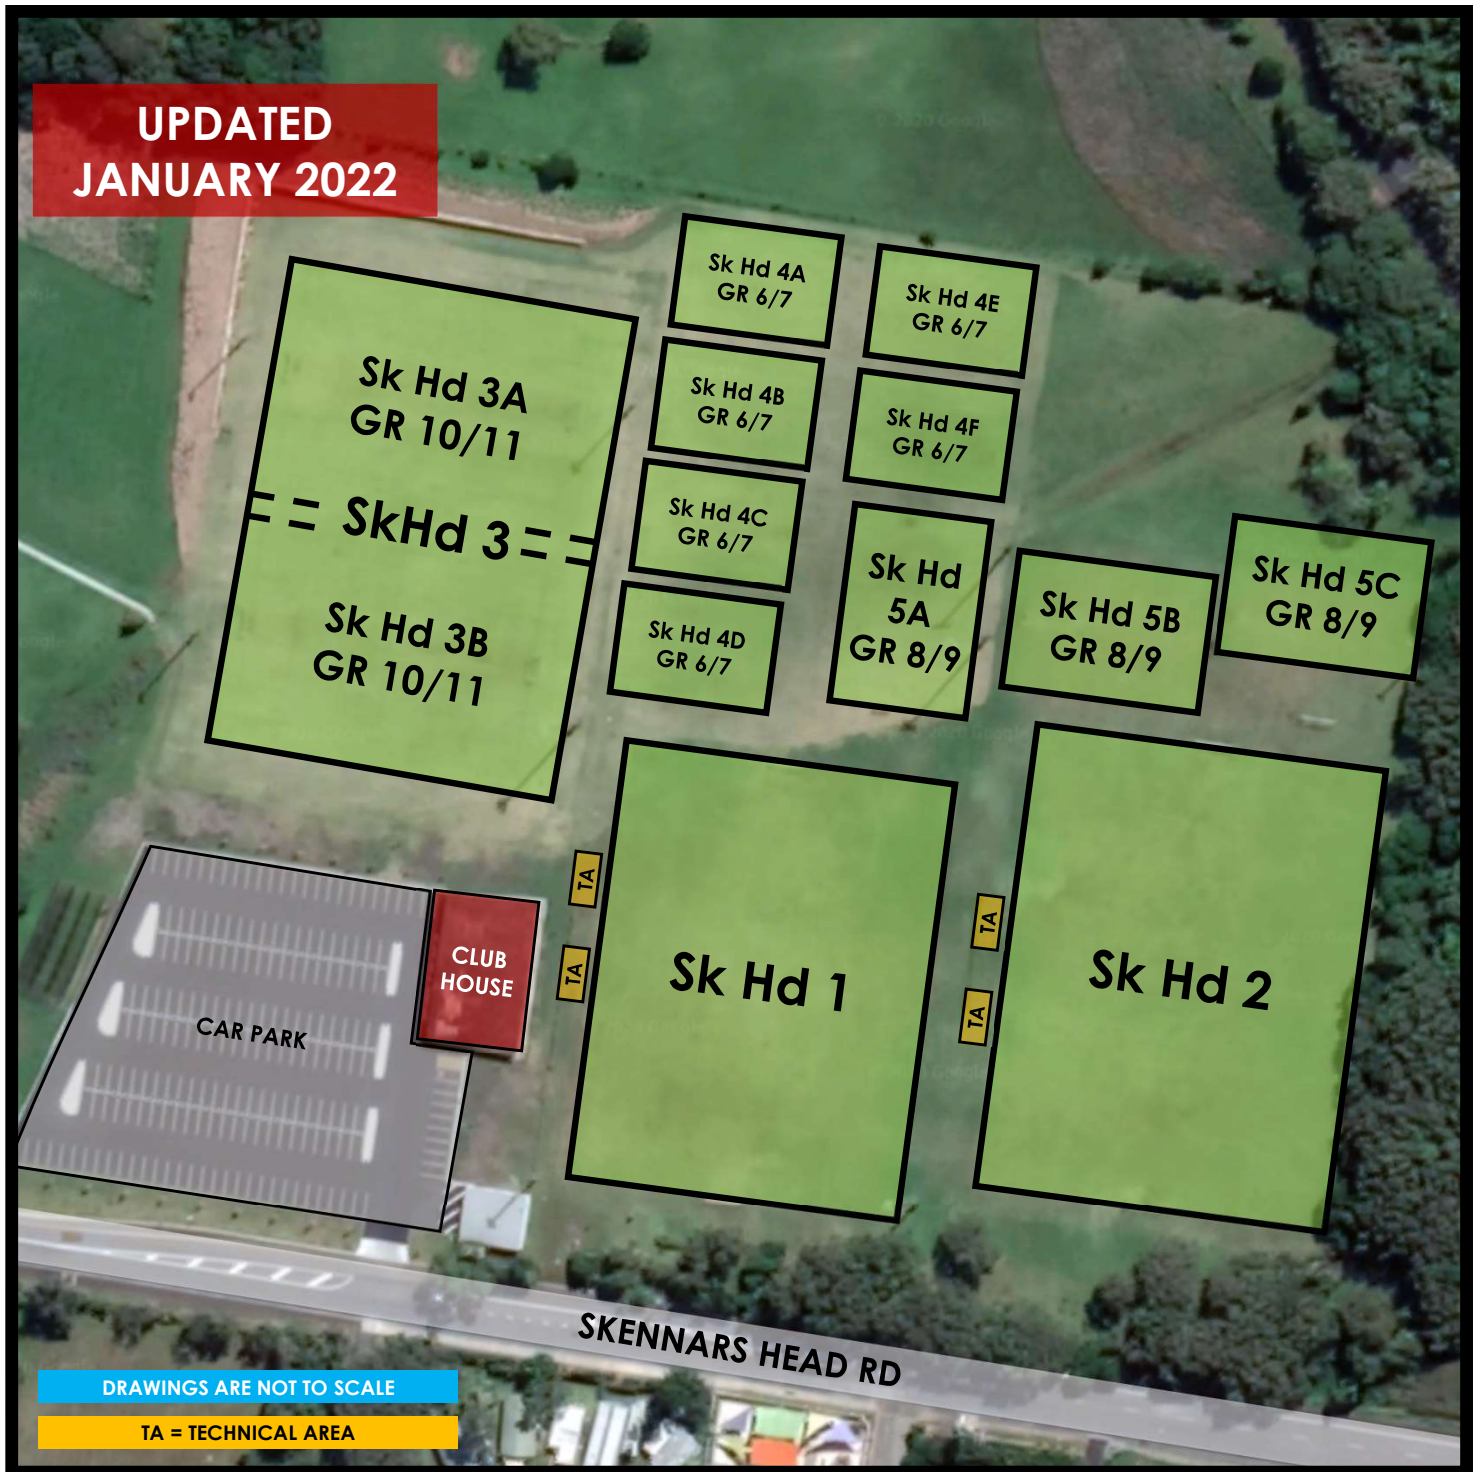 UPDATED
JANUARY 2022
Sk Hd 4A
GR 6/7
Sk Hd 4E
GR 6/7
Sk Hd 3A
GR 10/11
Sk Hd 4B
GR 6/7
Sk Hd 4F
GR 6/7
SkHd 3
Sk Hd 4C
GR 6/7
Sk Hd
5A
GR 8/9
Sk Hd 5B
GR 8/9
Sk Hd 5C
GR 8/9
Sk Hd 3B
GR 10/11
Sk Hd 4D
GR 6/7
TA
TA
TA
TA
CLUB
HOUSE
Sk Hd 1
Sk Hd 2
CAR PARK
SKENNARS HEAD RD
DRAWINGS ARE NOT TO SCALE
TA = TECHNICAL AREA